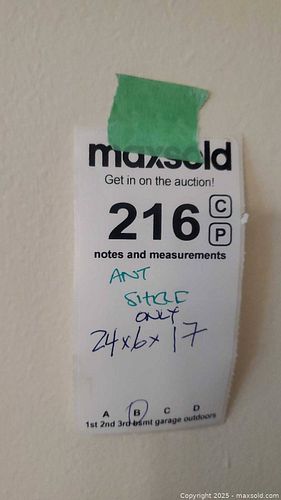 maxsold
Get in on the auction!
216 C
P
notes and measurements
ANT
ONLY
24x6x17
A B C D
1st 2nd 3rd bsmt garage outdoors
Copyright 2025 - maxsold.com